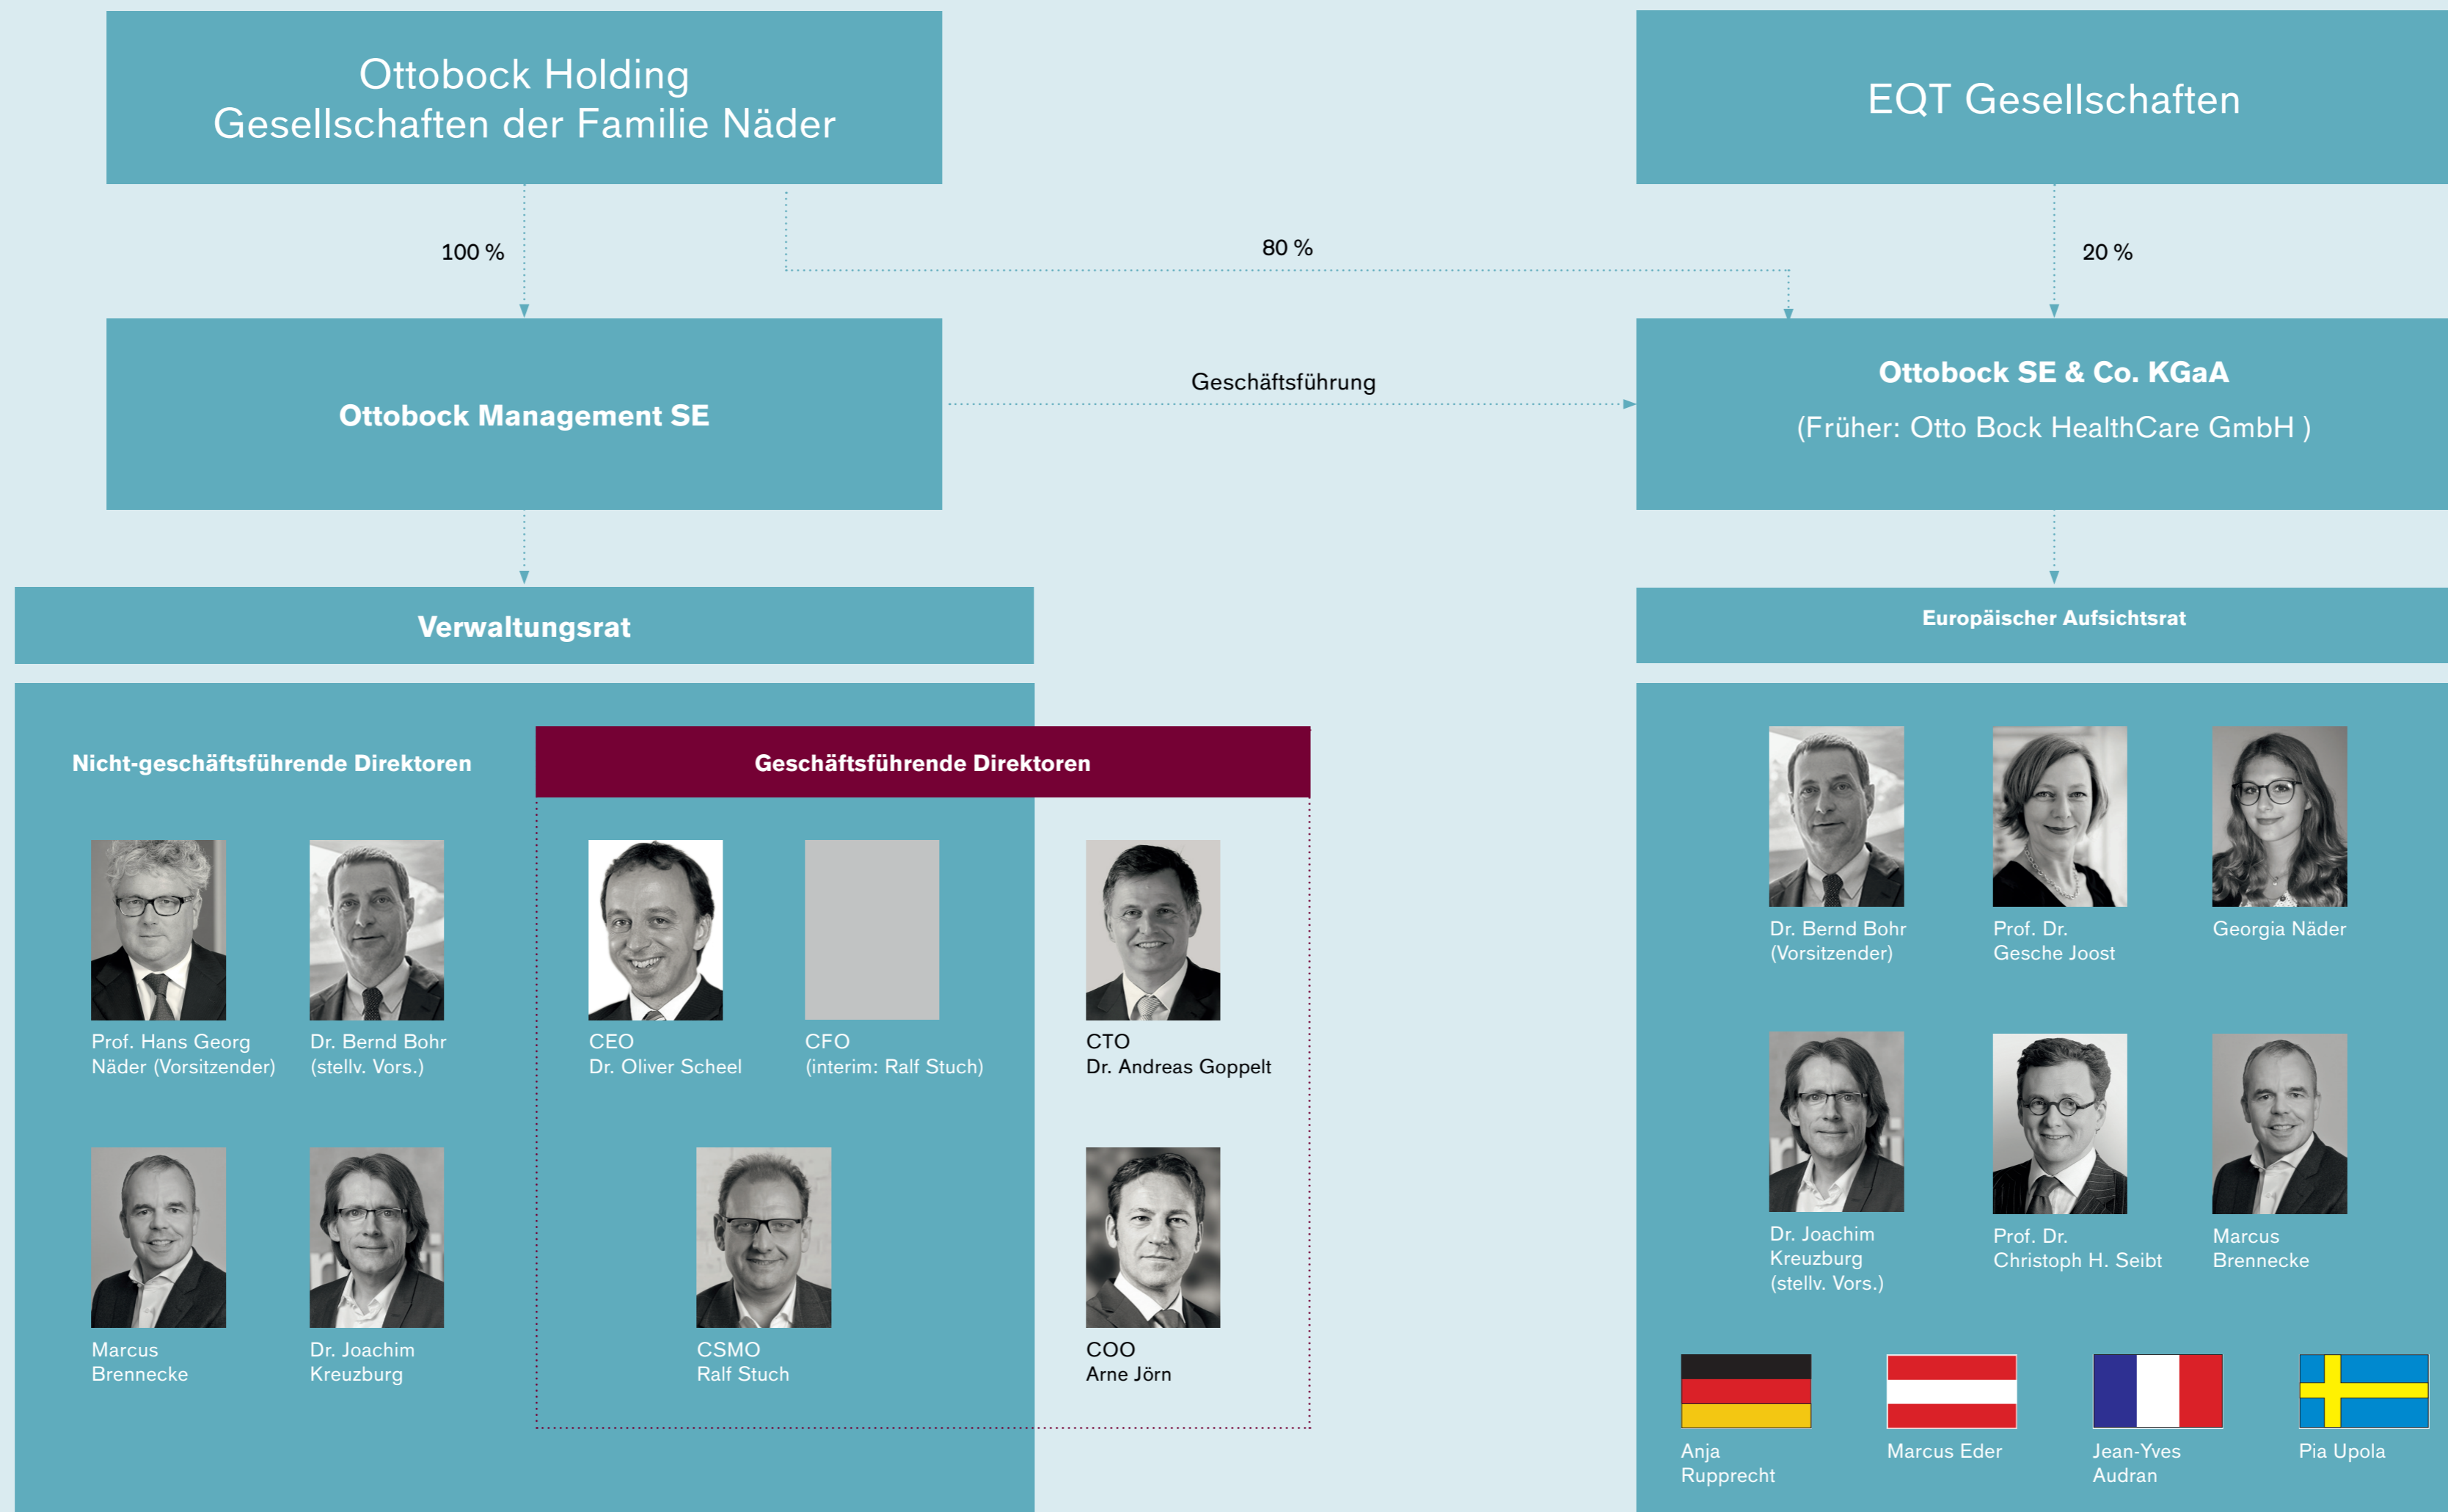 Ottobock Holding
Gesellschaften der Familie Näder
EQT Gesellschaften
100 %
80 %
20 %
Ottobock Management SE
Geschäftsführung
Ottobock SE & Co. KGaA
(Früher: Otto Bock HealthCare GmbH )
Verwaltungsrat
Europäischer Aufsichtsrat
Nicht-geschäftsführende Direktoren
Geschäftsführende Direktoren
Prof. Hans Georg
Näder (Vorsitzender)
Dr. Bernd Bohr
(stellv. Vors.)
CEO
Dr. Oliver Scheel
CFO
(interim: Ralf Stuch)
CTO
Dr. Andreas Goppelt
Marcus
Brennecke
Dr. Joachim
Kreuzburg
CSMO
Ralf Stuch
COO
Arne Jörn
Dr. Bernd Bohr
(Vorsitzender)
Prof. Dr.
Gesche Joost
Georgia Näder
Dr. Joachim
Kreuzburg
(stellv. Vors.)
Prof. Dr.
Christoph H. Seibt
Marcus
Brennecke
Anja
Rupprecht
Marcus Eder
Jean-Yves
Audran
Pia Upola